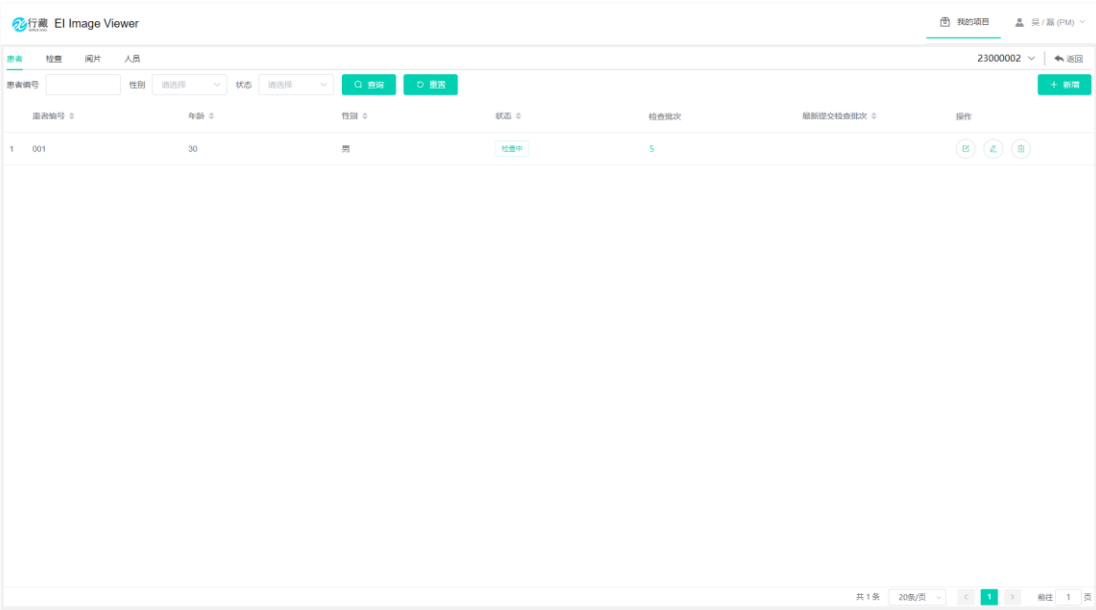 行藏 EI Image Viewer 我的项目 吴/磊 (PM)
患者 检查 阅片 人员 23000002 返回
患者编号 性别 请选择 状态 请选择 查询 重置 + 新增
患者编号 年龄 性别 状态 检查批次 最新提交检查批次 操作
1 001 30 男 检查中 5
共 1 条 20条/页 < 1 > 前往 1 页